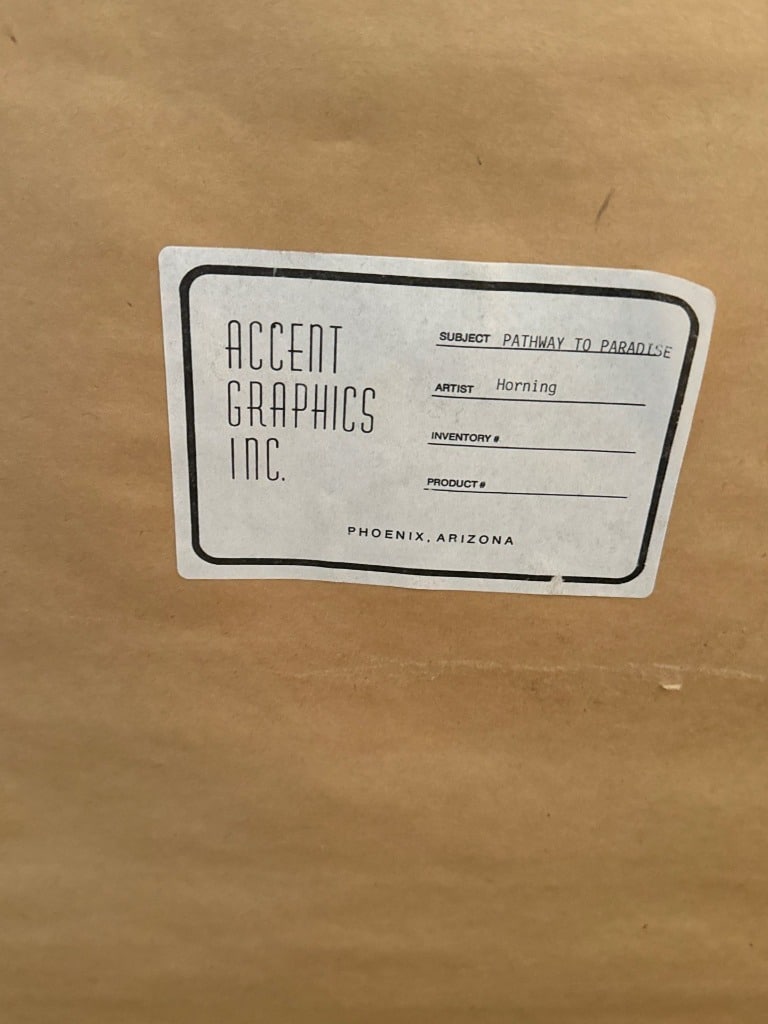 ACCENT
GRAPHICS
INC.
SUBJECT PATHWAY TO PARADISE
ARTIST Horning
INVENTORY #
PRODUCT #
PHOENIX, ARIZONA